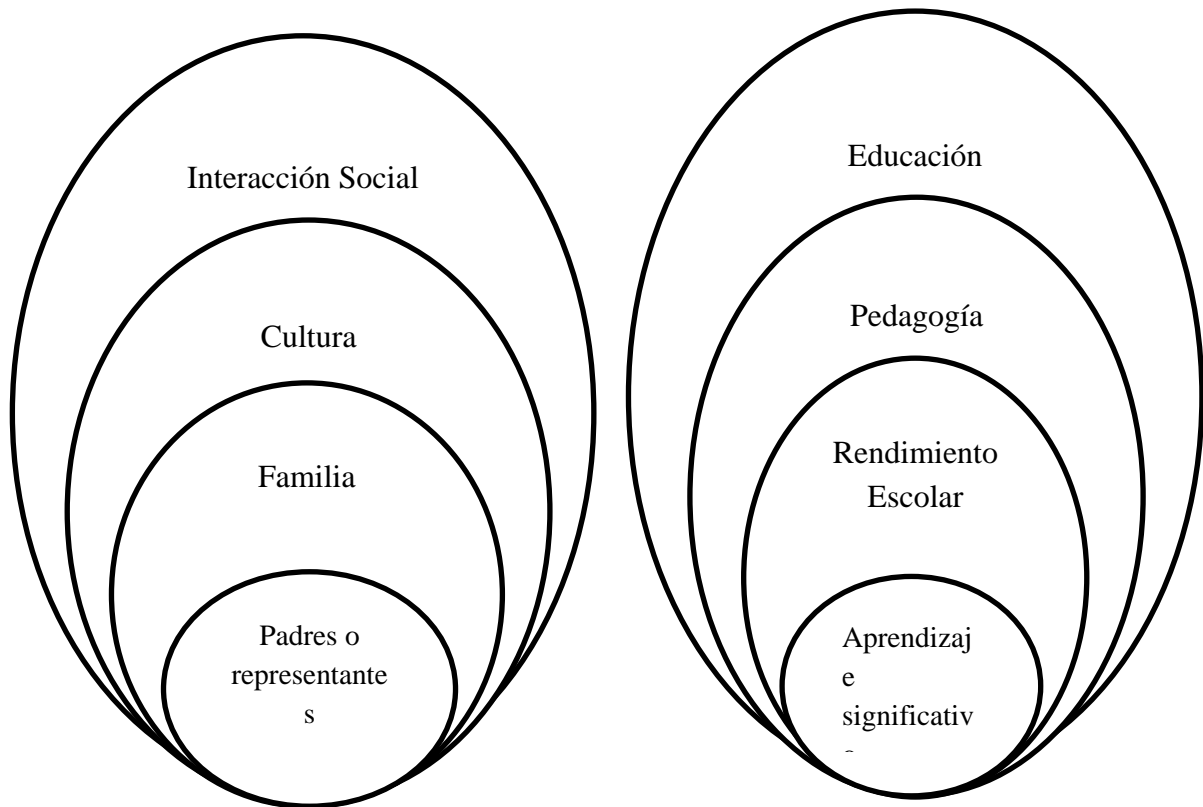 Interacción Social
Cultura
Familia
Padres o
representante
s
Educación
Pedagogía
Rendimiento
Escolar
Aprendizaj
e
significativ